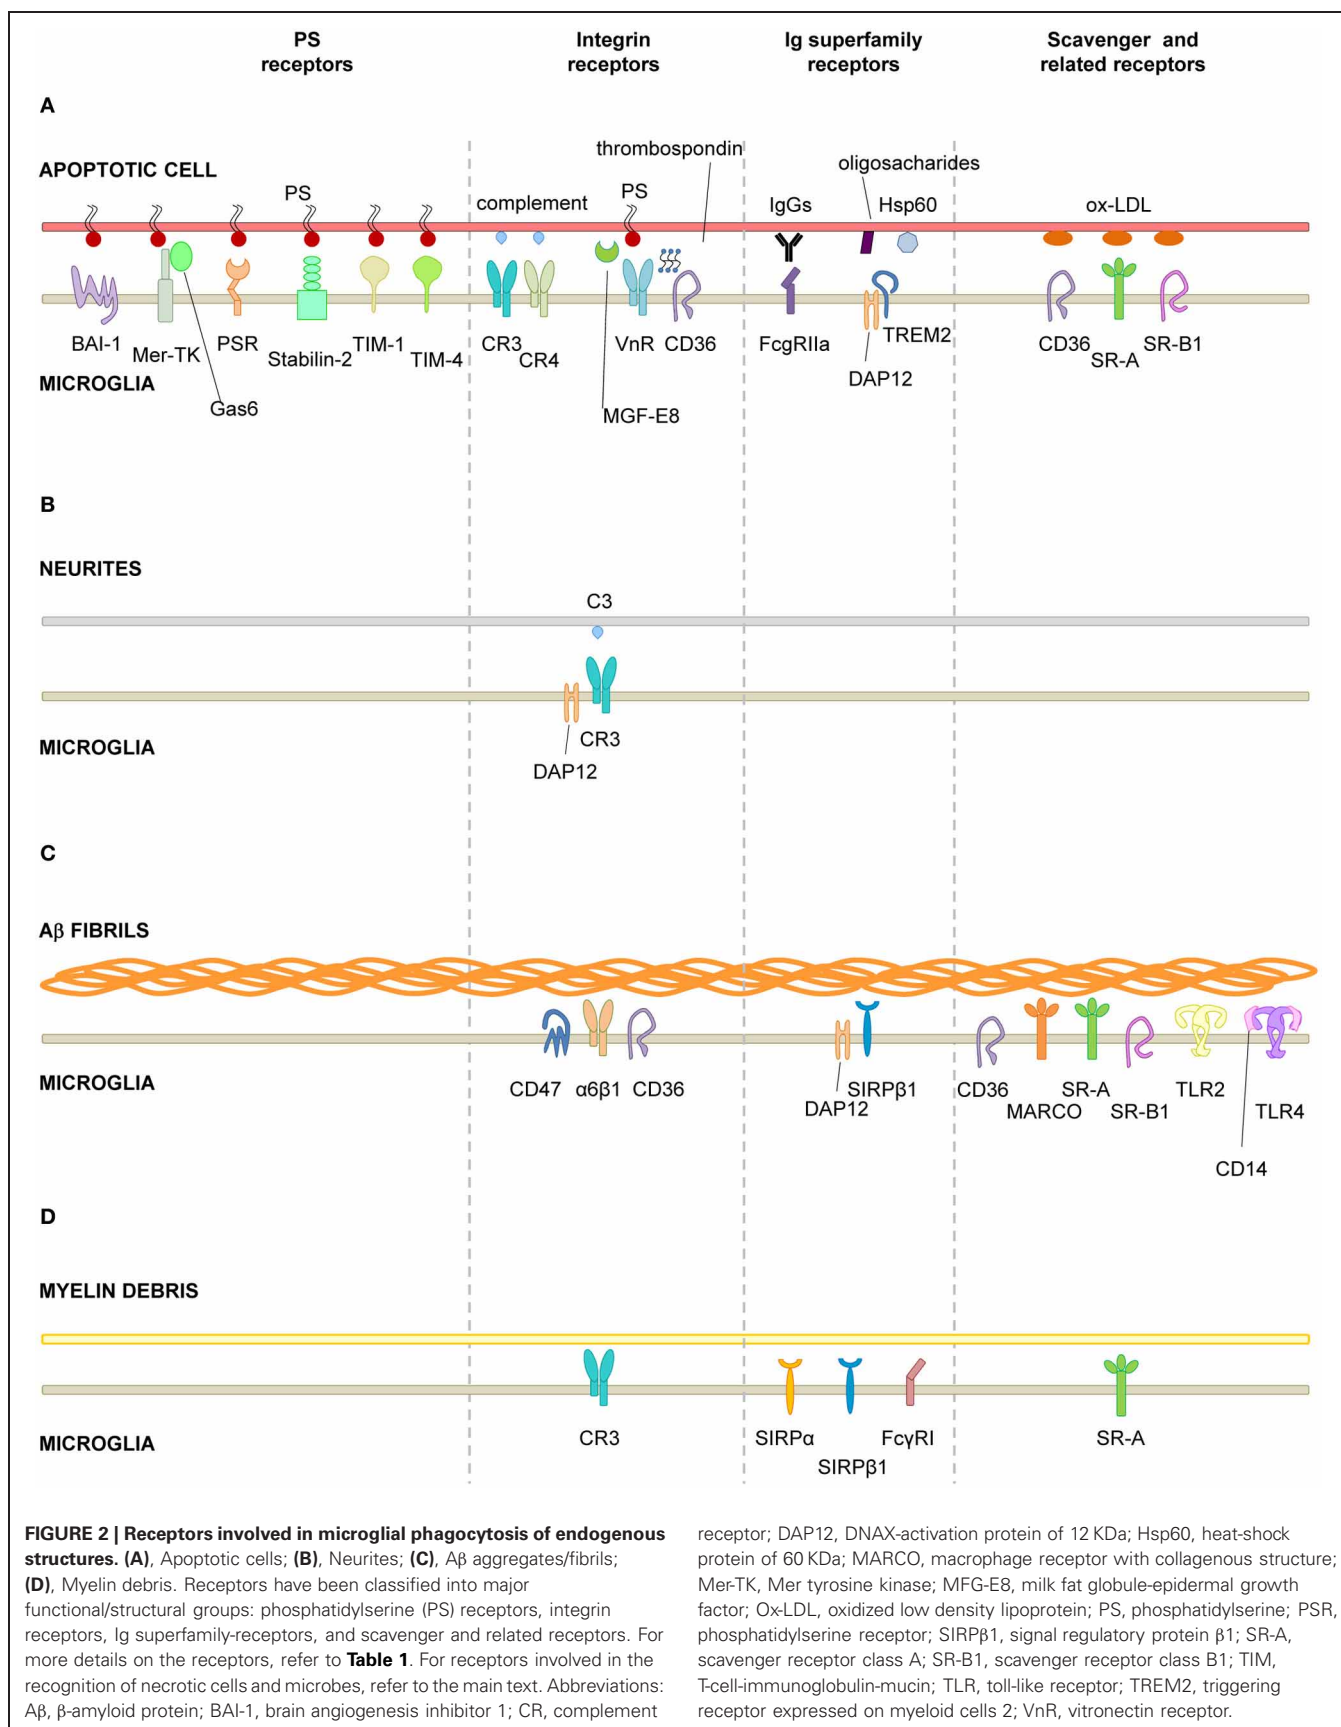 PS
receptors
Integrin
receptors
Ig superfamily
receptors
Scavenger and
related receptors
A
thrombospondin
oligosacharides
APOPTOTIC CELL
PS
complement
PS
IgGs
Hsp60
ox-LDL
BAI-1
Mer-TK
PSR
Stabilin-2
TIM-1
TIM-4
CR3
CR4
VnR
CD36
FcgRIIa
TREM2
DAP12
CD36
SR-A
SR-B1
MICROGLIA
Gas6
MGF-E8
B
NEURITES
C3
CR3
MICROGLIA
DAP12
C
Aβ FIBRILS
MICROGLIA
CD47
α6β1
CD36
DAP12
SIRPβ1
CD36
MARCO
SR-A
SR-B1
TLR2
TLR4
CD14
D
MYELIN DEBRIS
MICROGLIA
CR3
SIRPα
SIRPβ1
FcγRI
SR-A
FIGURE 2 | Receptors involved in microglial phagocytosis of endogenous
structures. (A), Apoptotic cells; (B), Neurites; (C), Aβ aggregates/fibrils;
(D), Myelin debris. Receptors have been classified into major
functional/structural groups: phosphatidylserine (PS) receptors, integrin
receptors, Ig superfamily-receptors, and scavenger and related receptors. For
more details on the receptors, refer to Table 1. For receptors involved in the
recognition of necrotic cells and microbes, refer to the main text. Abbreviations:
Aβ, β-amyloid protein; BAI-1, brain angiogenesis inhibitor 1; CR, complement
receptor; DAP12, DNAX-activation protein of 12 KDa; Hsp60, heat-shock
protein of 60 KDa; MARCO, macrophage receptor with collagenous structure;
Mer-TK, Mer tyrosine kinase; MFG-E8, milk fat globule-epidermal growth
factor; Ox-LDL, oxidized low density lipoprotein; PS, phosphatidylserine; PSR,
phosphatidylserine receptor; SIRPβ1, signal regulatory protein β1; SR-A,
scavenger receptor class A; SR-B1, scavenger receptor class B1; TIM,
T-cell-immunoglobulin-mucin; TLR, toll-like receptor; TREM2, triggering
receptor expressed on myeloid cells 2; VnR, vitronectin receptor.